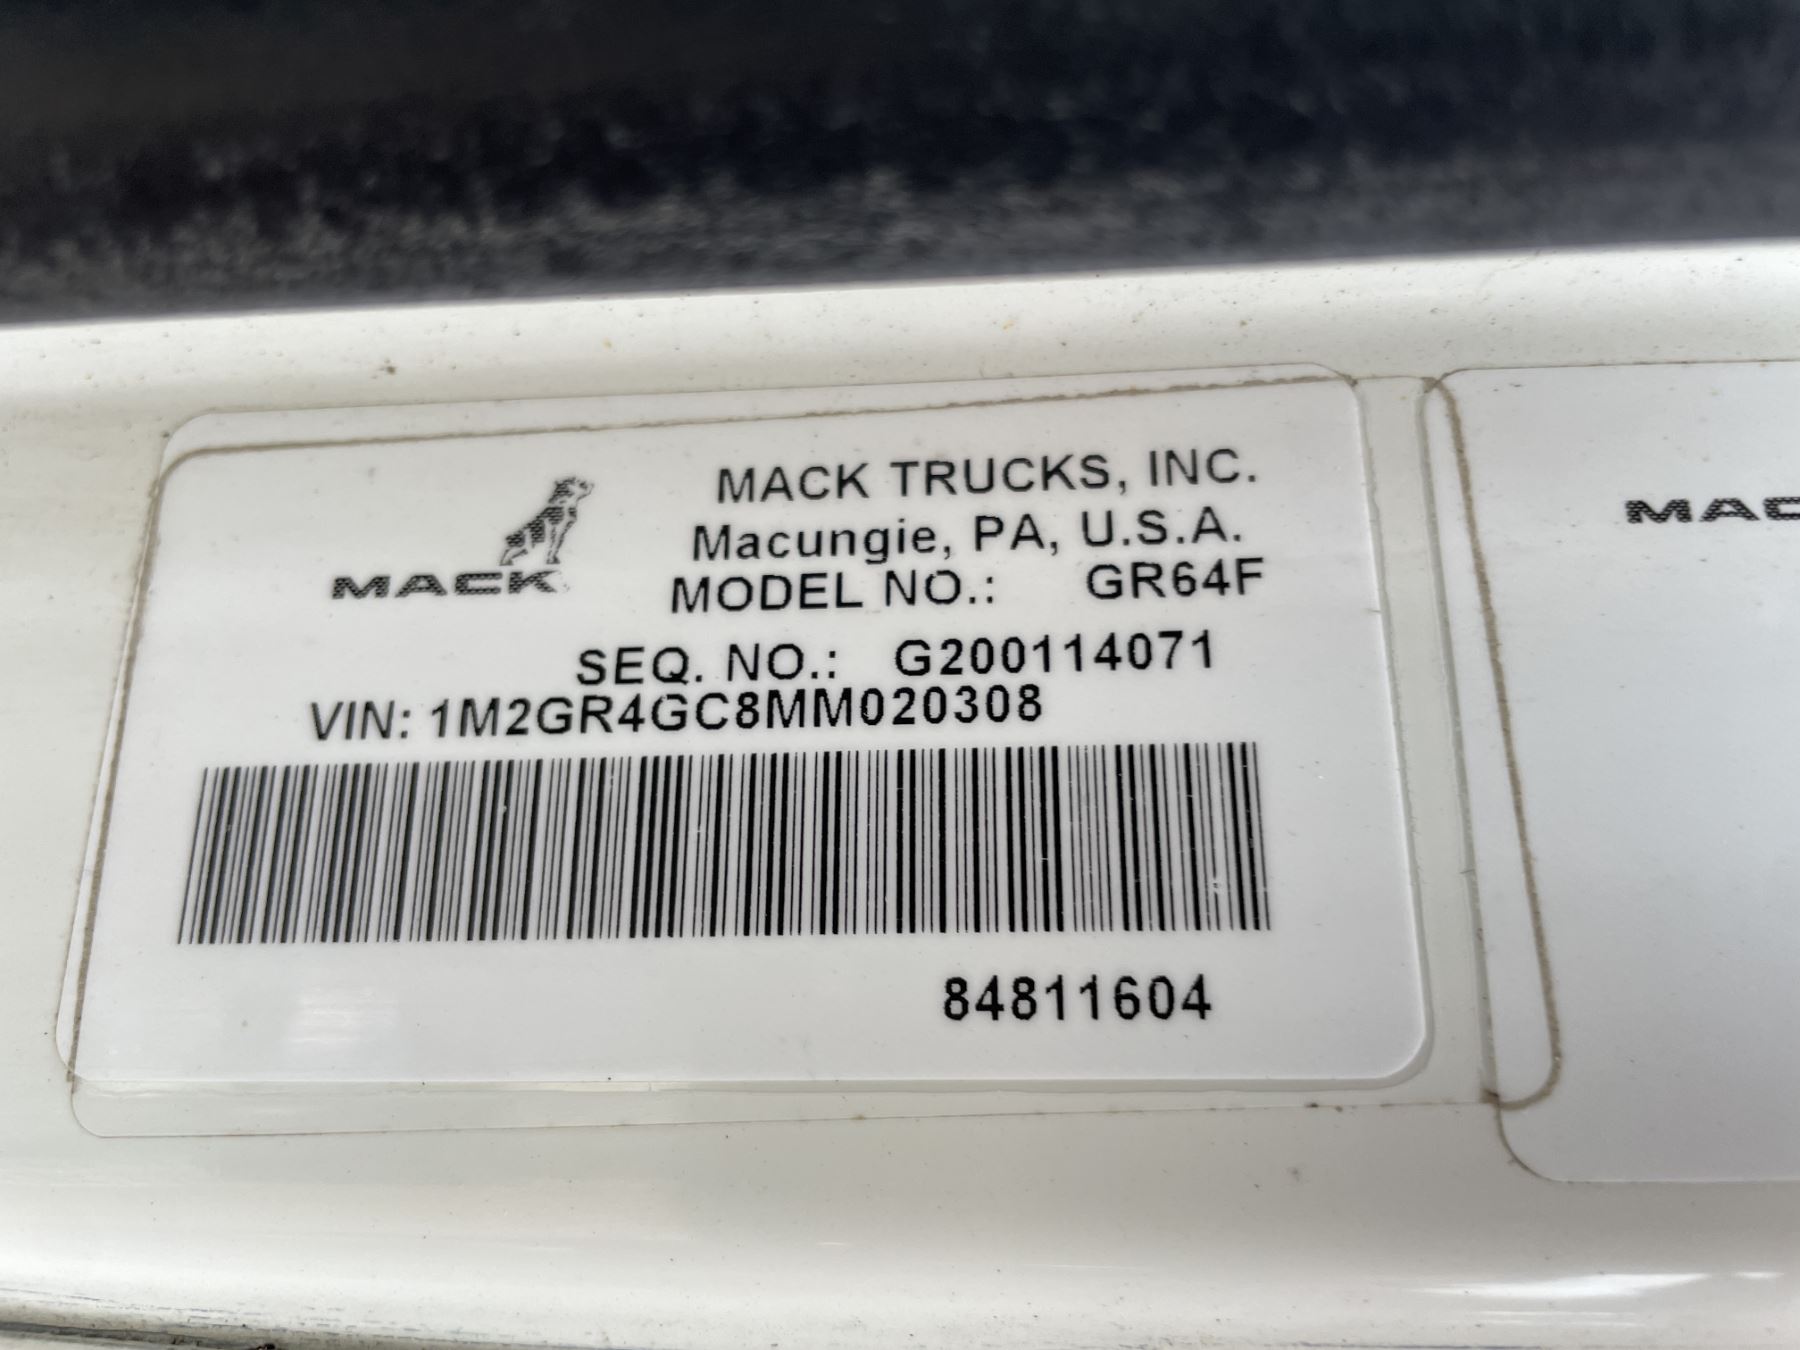 MACK
MACK TRUCKS, INC.
Macungie, PA, U.S.A.
MODEL NO.: GR64F
SEQ. NO.: G200114071
VIN: 1M2GR4GC8MM020308
84811604
MAC